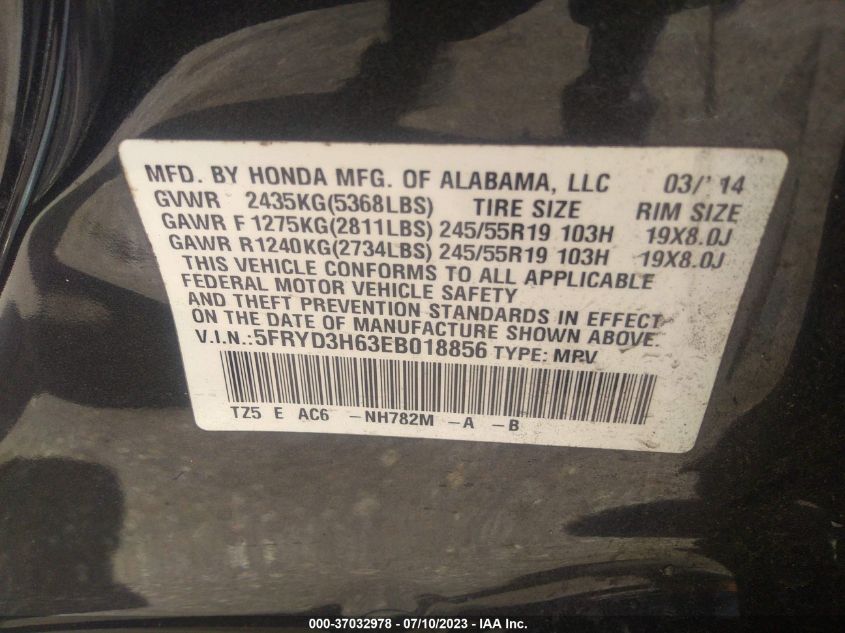 MFD. BY HONDA MFG. OF ALABAMA, LLC 03/'14
GVWR 2435KG(5368LBS) TIRE SIZE RIM SIZE
GAWR F 1275KG(2811LBS) 245/55R19 103H 19X8.0J
GAWR R1240KG(2734LBS) 245/55R19 103H 19X8.0J
THIS VEHICLE CONFORMS TO ALL APPLICABLE
FEDERAL MOTOR VEHICLE SAFETY
AND THEFT PREVENTION STANDARDS IN EFFECT
ON THE DATE OF MANUFACTURE SHOWN ABOVE.
V.I.N.:5FRYD3H63EB018856 TYPE: MPV
TZ5 E AC6 -NH782M -A -B
000-37032978 - 07/10/2023 - IAA Inc.